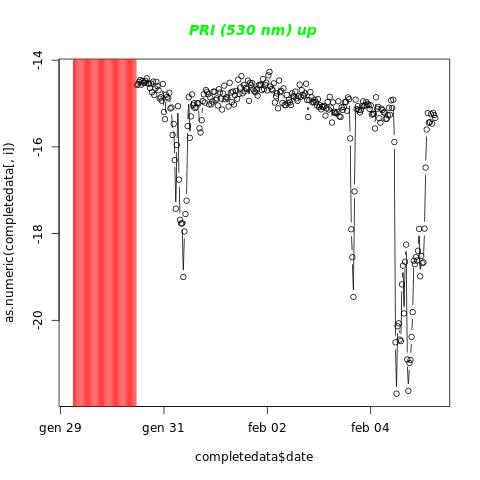 PRI (530 nm) up
as.numeric(completedata[, i])
-14
-16
-18
-20
gen 29
gen 31
feb 02
feb 04
completedata$date